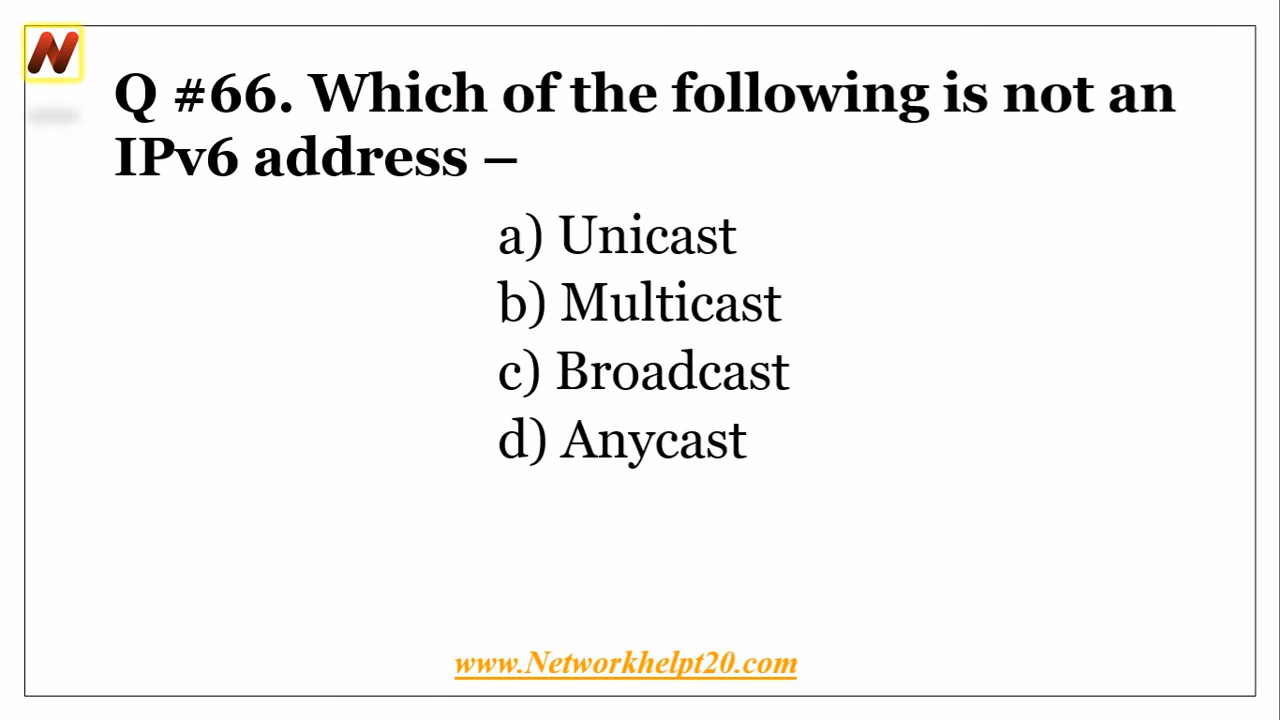 Q #66. Which of the following is not an
IPv6 address –
a) Unicast
b) Multicast
c) Broadcast
d) Anycast
www.Networkhelpt20.com